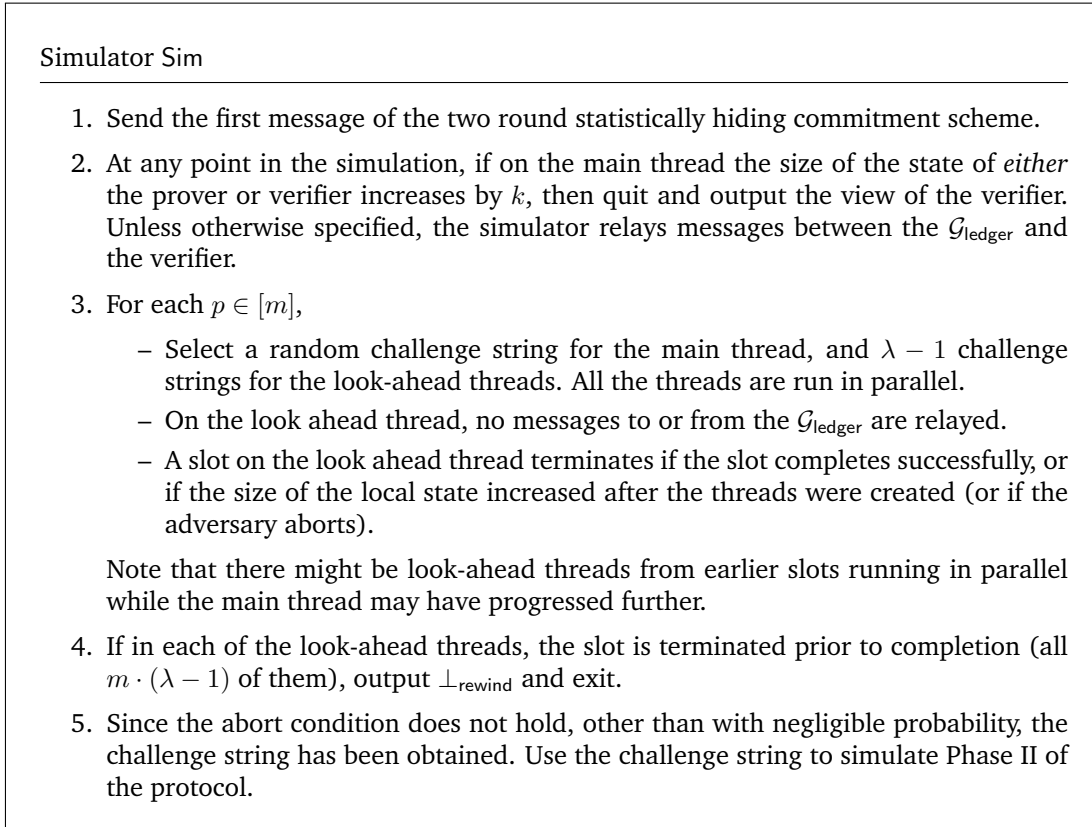 Simulator Sim
1. Send the first message of the two round statistically hiding commitment scheme.
2. At any point in the simulation, if on the main thread the size of the state of either
the prover or verifier increases by k, then quit and output the view of the verifier.
Unless otherwise specified, the simulator relays messages between the 𝒢ledger and
the verifier.
3. For each p ∈ [m],
– Select a random challenge string for the main thread, and λ − 1 challenge
strings for the look-ahead threads. All the threads are run in parallel.
– On the look ahead thread, no messages to or from the 𝒢ledger are relayed.
– A slot on the look ahead thread terminates if the slot completes successfully, or
if the size of the local state increased after the threads were created (or if the
adversary aborts).
Note that there might be look-ahead threads from earlier slots running in parallel
while the main thread may have progressed further.
4. If in each of the look-ahead threads, the slot is terminated prior to completion (all
m · (λ − 1) of them), output ⊥rewind and exit.
5. Since the abort condition does not hold, other than with negligible probability, the
challenge string has been obtained. Use the challenge string to simulate Phase II of
the protocol.